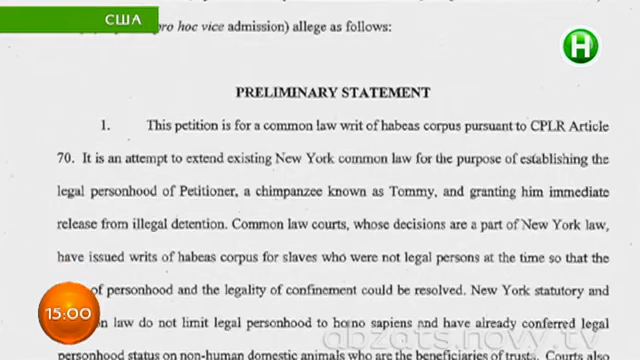 США
pro hac vice admission) allege as follows:
H
PRELIMINARY STATEMENT
1. This petition is for a common law writ of habeas corpus pursuant to CPLR Article
70. It is an attempt to extend existing New York common law for the purpose of establishing the
legal personhood of Petitioner, a chimpanzee known as Tommy, and granting him immediate
release from illegal detention. Common law courts, whose decisions are a part of New York law,
have issued writs of habeas corpus for slaves who were not legal persons at the time so that the
of personhood and the legality of confinement could be resolved. New York statutory and
15:00
law do not limit legal personhood to homo sapiens and have already conferred legal
abzats.novy.tv
personhood status on non-human domestic animals who are the beneficiaries of trusts. Courts also